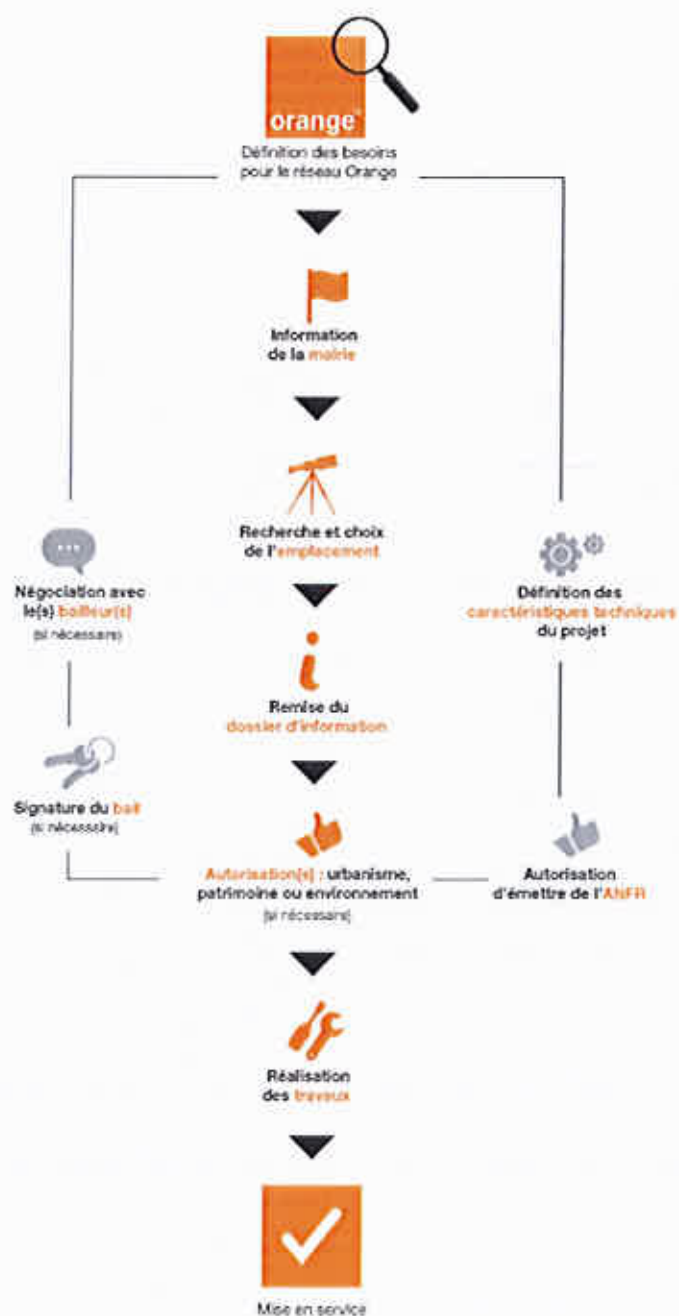 orange
Définition des besoins
pour le réseau Orange
Information
de la mairie
Recherche et choix
de l'emplacement
Négociation avec
le(s) bailleur(s)
(si nécessaire)
Définition des
caractéristiques techniques
du projet
Remise du
dossier d'information
Signature du bail
(si nécessaire)
Autorisation(s) : urbanisme,
patrimoine ou environnement
(si nécessaire)
Autorisation
d'émettre de l'ANFR
Réalisation
des travaux
Mise en service